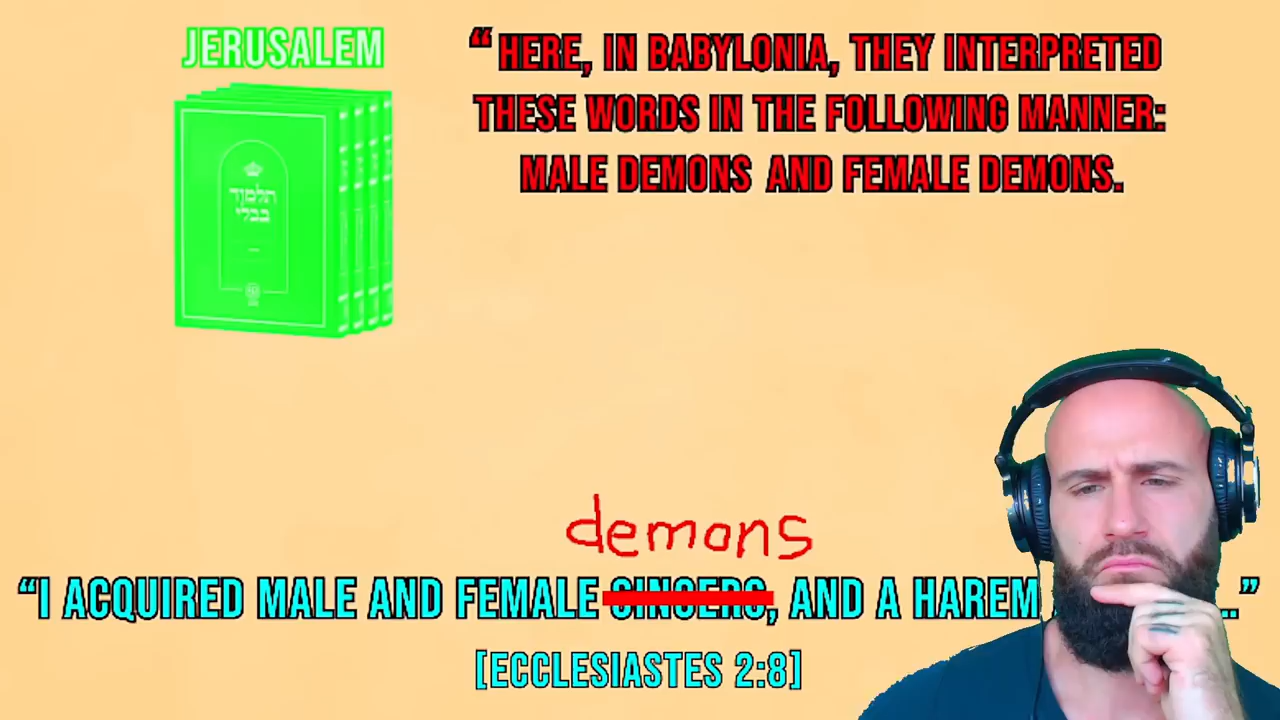 JERUSALEM
תלמוד
בבלי
“HERE, IN BABYLONIA, THEY INTERPRETED
THESE WORDS IN THE FOLLOWING MANNER:
MALE DEMONS AND FEMALE DEMONS.
demons
“I ACQUIRED MALE AND FEMALE SINGERS, AND A HAREM ..”
[ECCLESIASTES 2:8]